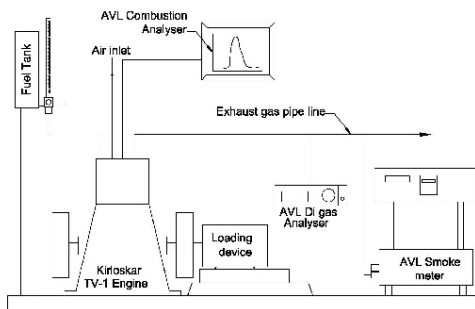 AVL Combustion
Analyser
Air inlet
Fuel Tank
Exhaust gas pipe line
AVL Di gas
Analyser
Loading
device
Kirloskar
TV-1 Engine
AVL Smoke
meter